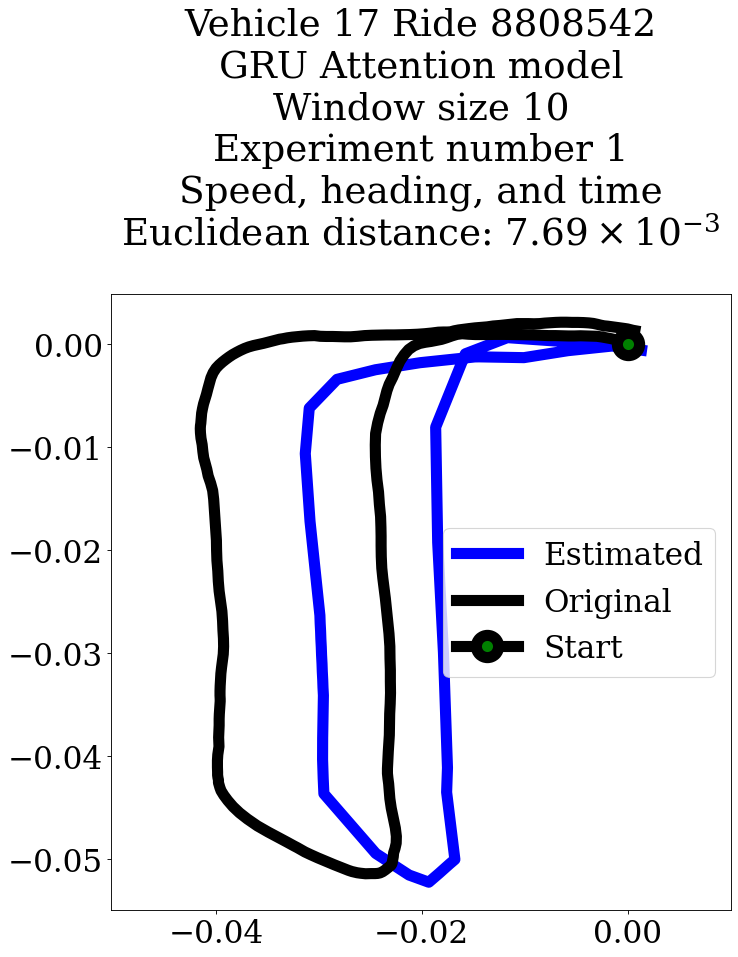 Vehicle 17 Ride 8808542
GRU Attention model
Window size 10
Experiment number 1
Speed, heading, and time
Euclidean distance: 7.69 × 10⁻³
0.00
−0.01
−0.02
−0.03
−0.04
−0.05
Estimated
Original
Start
−0.04 −0.02 0.00